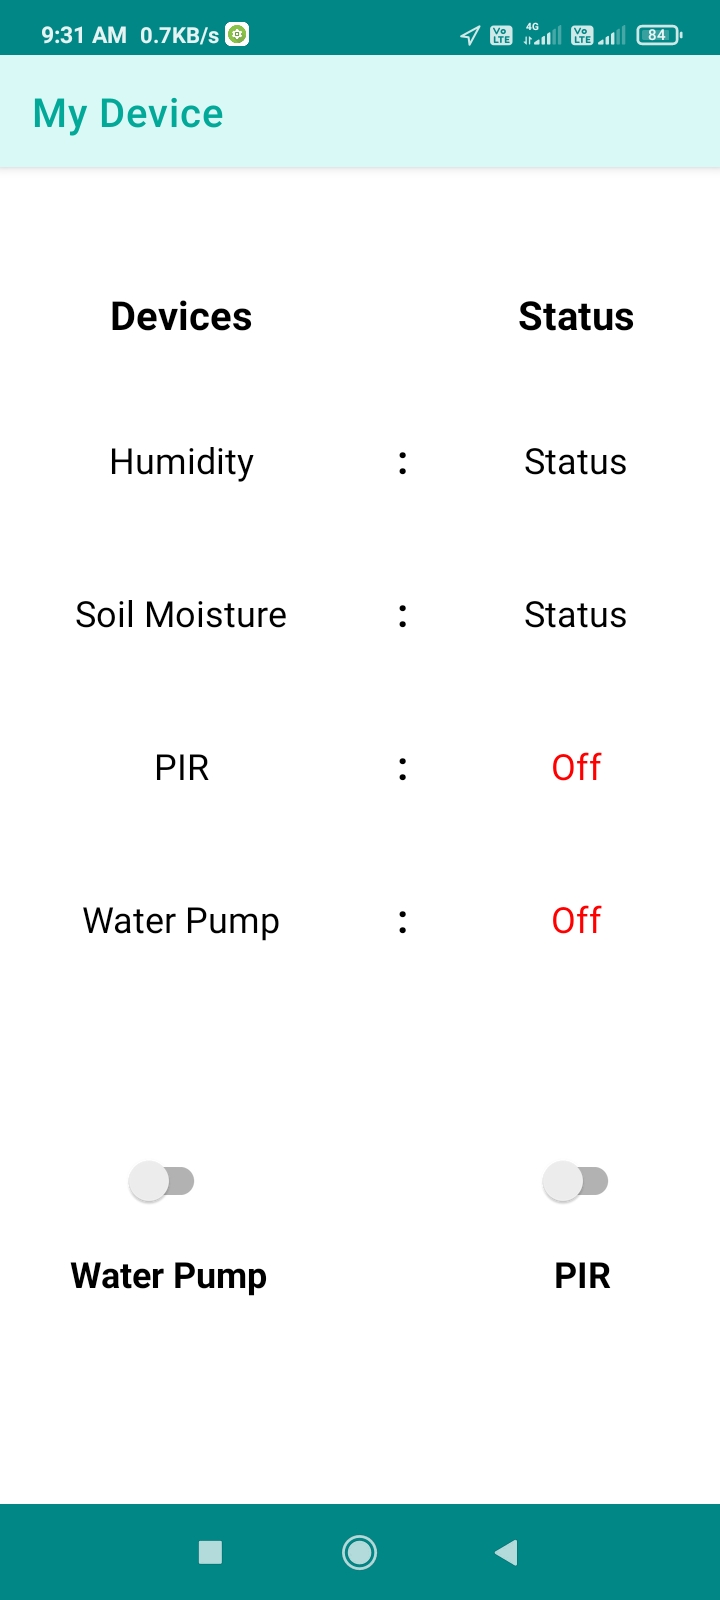 9:31 AM 0.7KB/s Vo LTE 4G Vo LTE 84
My Device
Devices Status
Humidity : Status
Soil Moisture : Status
PIR : Off
Water Pump : Off
Water Pump PIR